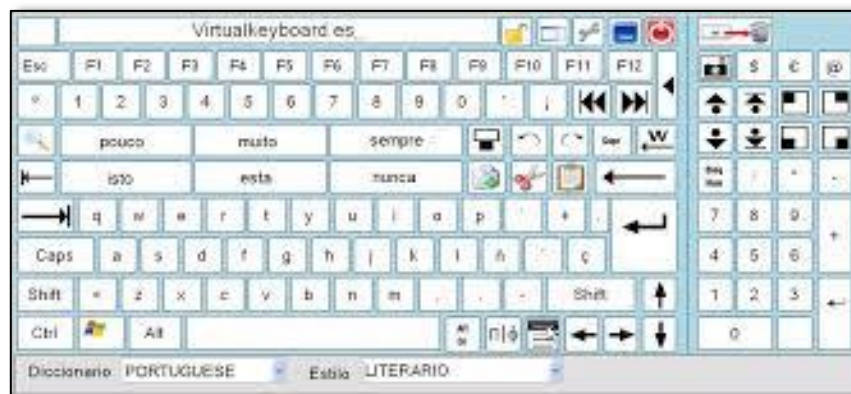 Virtualkeyboard.es_
Esc F1 F2 F3 F4 F5 F6 F7 F8 F9 F10 F11 F12 $ € @
º 1 2 3 4 5 6 7 8 9 0 ' ¡
pouco muito sempre W
isto esta nunca
q w e r t y u i o p ` + 7 8 9 +
Caps a s d f g h j k l ñ ´ ç 4 5 6
Shift < z x c v b n m , . - Shift 1 2 3
Ctrl Alt 0
Diccionario PORTUGUESE Estilo LITERARIO